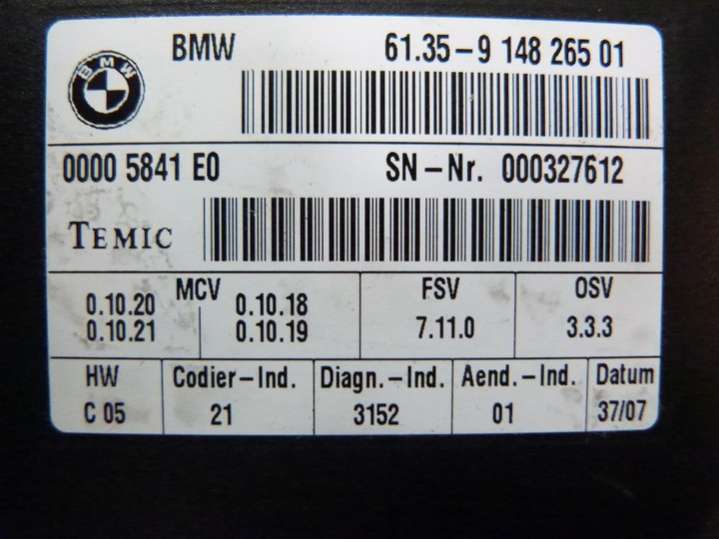 BMW 61.35-9 148 265 01
BMW
0000 5841 E0 SN-Nr. 000327612
TEMIC
MCV FSV OSV
0.10.20 0.10.18
0.10.21 0.10.19 7.11.0 3.3.3
HW Codier-Ind. Diagn.-Ind. Aend.-Ind. Datum
C 05 21 3152 01 37/07